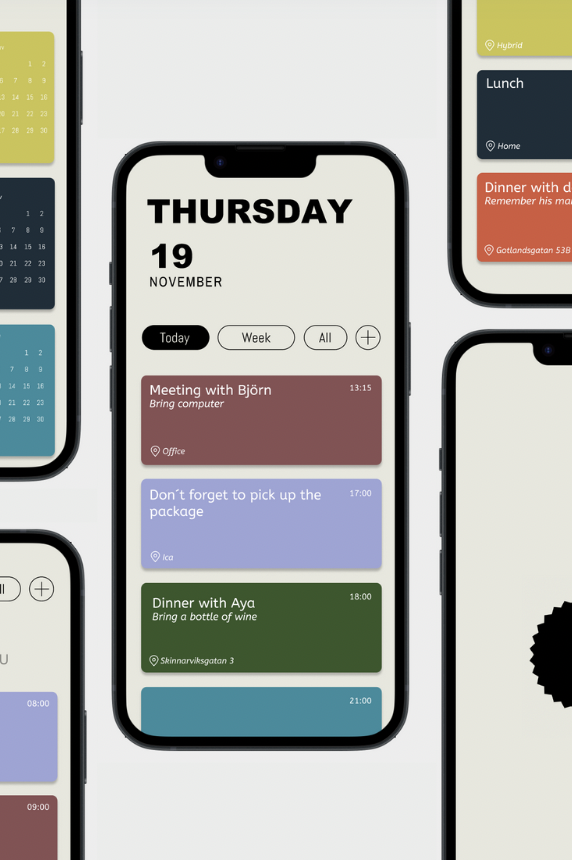 1 2
6 7 8 9
13 14 15 16
20 21 22 23
27 28 29 30
1 2
7 8 9
13 14 15 16
20 21 22 23
27 28 29 30
1 2
7 8 9
14 15 16
20 21 22 23
27 28 29 30
08:00
09:00
THURSDAY
19
NOVEMBER
Today Week All
Meeting with Björn 13:15
Bring computer
Office
Don´t forget to pick up the 17:00
package
Ica
Dinner with Aya 18:00
Bring a bottle of wine
Skinnarviksgatan 3
21:00
Hybrid
Lunch
Home
Dinner with
Remember his
Gotlandsgatan 53B